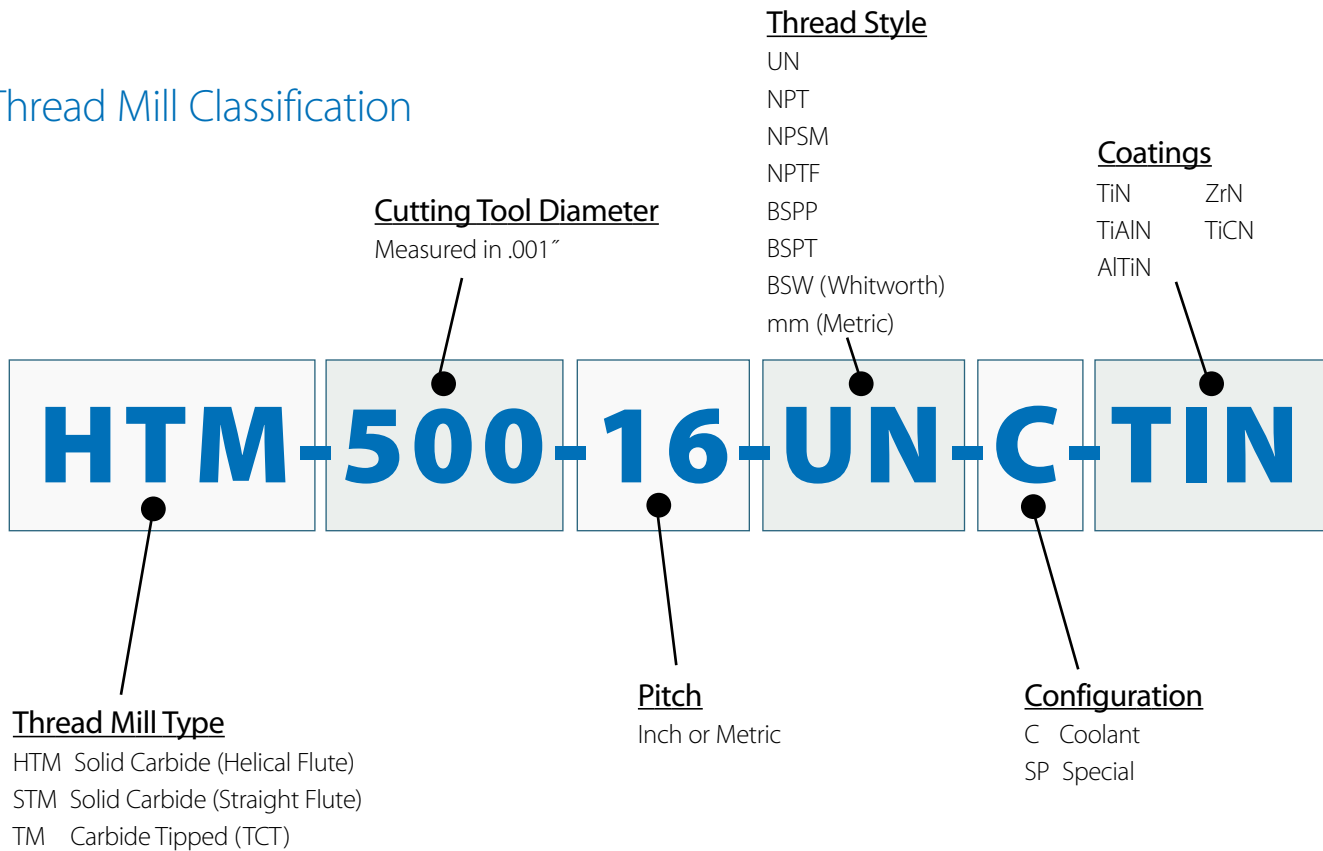 Thread Mill Classification
Thread Style
UN
NPT
NPSM
NPTF
BSPP
BSPT
BSW (Whitworth)
mm (Metric)
Cutting Tool Diameter
Measured in .001˝
Coatings
TiN ZrN
TiAlN TiCN
AlTiN
HTM-500-16-UN-C-TIN
Thread Mill Type
HTM Solid Carbide (Helical Flute)
STM Solid Carbide (Straight Flute)
TM Carbide Tipped (TCT)
Pitch
Inch or Metric
Configuration
C Coolant
SP Special